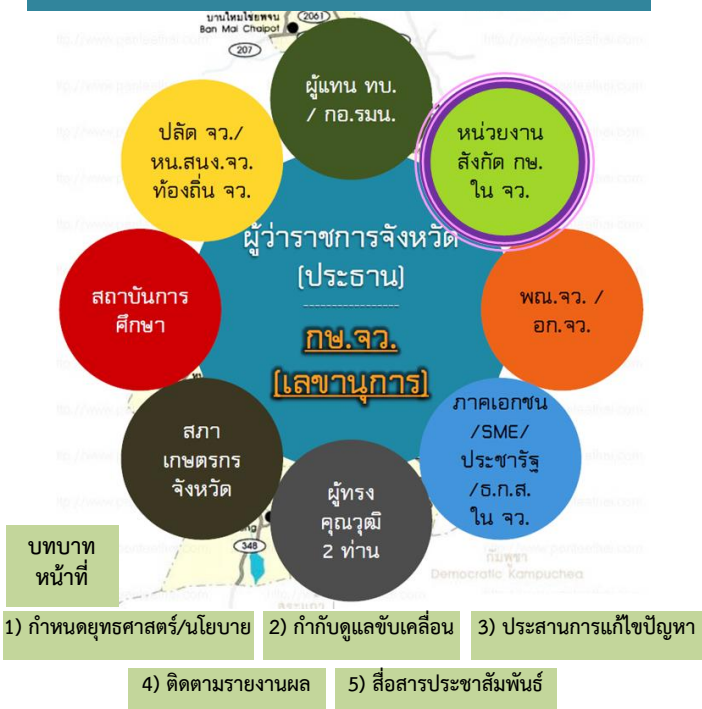 บานใหม่ไชยพจน์
Ban Mai Chaipot
2061
207
ผู้แทน ทบ.
/ กอ.รมน.
ปลัด จว./
หน.สนง.จว.
ท้องถิ่น จว.
หน่วยงาน
สังกัด กษ.
ใน จว.
ผู้ว่าราชการจังหวัด
(ประธาน)
------------------
กษ.จว.
(เลขานุการ)
สถาบันการ
ศึกษา
พณ.จว. /
อก.จว.
สภา
เกษตรกร
จังหวัด
ภาคเอกชน
/SME/
ประชารัฐ
/ธ.ก.ส.
ใน จว.
ผู้ทรง
คุณวุฒิ
2 ท่าน
348
กัมพูชา
Democratic Kampuchea
บทบาท
หน้าที่
1) กำหนดยุทธศาสตร์/นโยบาย 2) กำกับดูแลขับเคลื่อน 3) ประสานการแก้ไขปัญหา
4) ติดตามรายงานผล 5) สื่อสารประชาสัมพันธ์